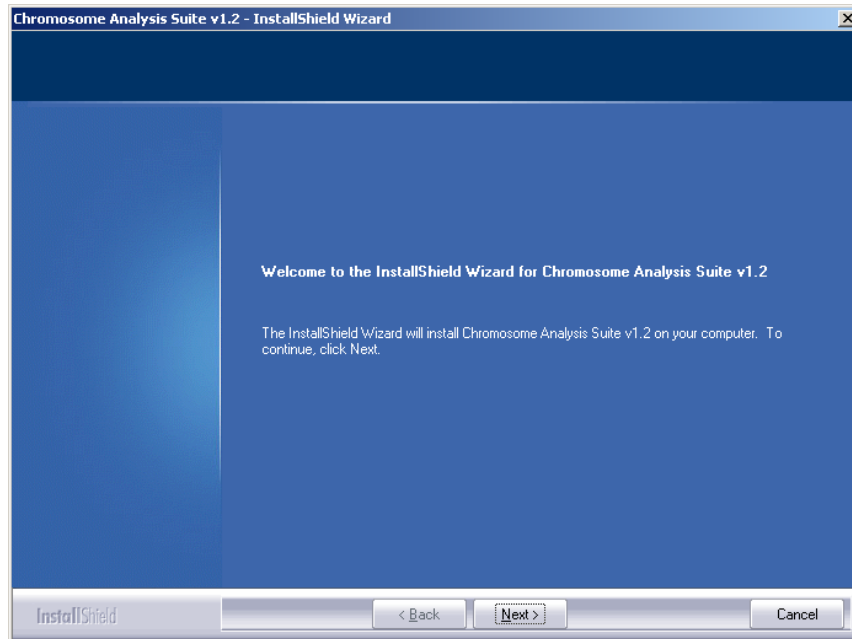 Chromosome Analysis Suite v1.2 - InstallShield Wizard
Welcome to the InstallShield Wizard for Chromosome Analysis Suite v1.2
The InstallShield Wizard will install Chromosome Analysis Suite v1.2 on your computer. To
continue, click Next.
InstallShield
< Back
Next >
Cancel